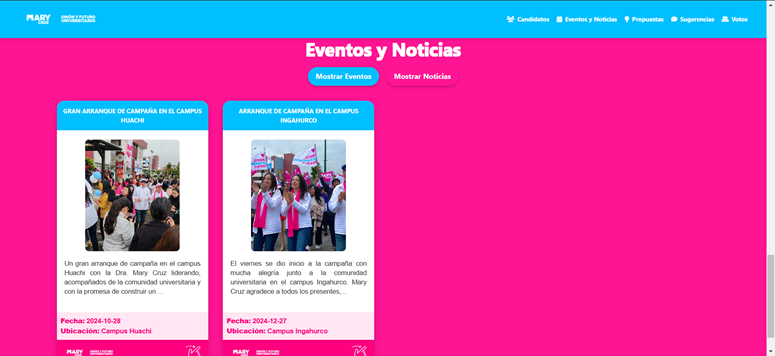 MARY
CRUZ
UNIÓN Y FUTURO
UNIVERSITARIO
Candidatos
Eventos y Noticias
Propuestas
Sugerencias
Votos
Eventos y Noticias
Mostrar Eventos
Mostrar Noticias
GRAN ARRANQUE DE CAMPAÑA EN EL CAMPUS
HUACHI
Un gran arranque de campaña en el campus
Huachi con la Dra. Mary Cruz liderando,
acompañados de la comunidad universitaria y
con la promesa de construir un ...
Fecha: 2024-10-28
Ubicación: Campus Huachi
MARY
UNIÓN Y FUTURO
UNIVERSITARIO
ARRANQUE DE CAMPAÑA EN EL CAMPUS
INGAHURCO
El viernes se dio inicio a la campaña con
mucha alegría junto a la comunidad
universitaria en el campus Ingahurco. Mary
Cruz agradece a todos los presentes,...
Fecha: 2024-12-27
Ubicación: Campus Ingahurco
MARY
UNIÓN Y FUTURO
UNIVERSITARIO